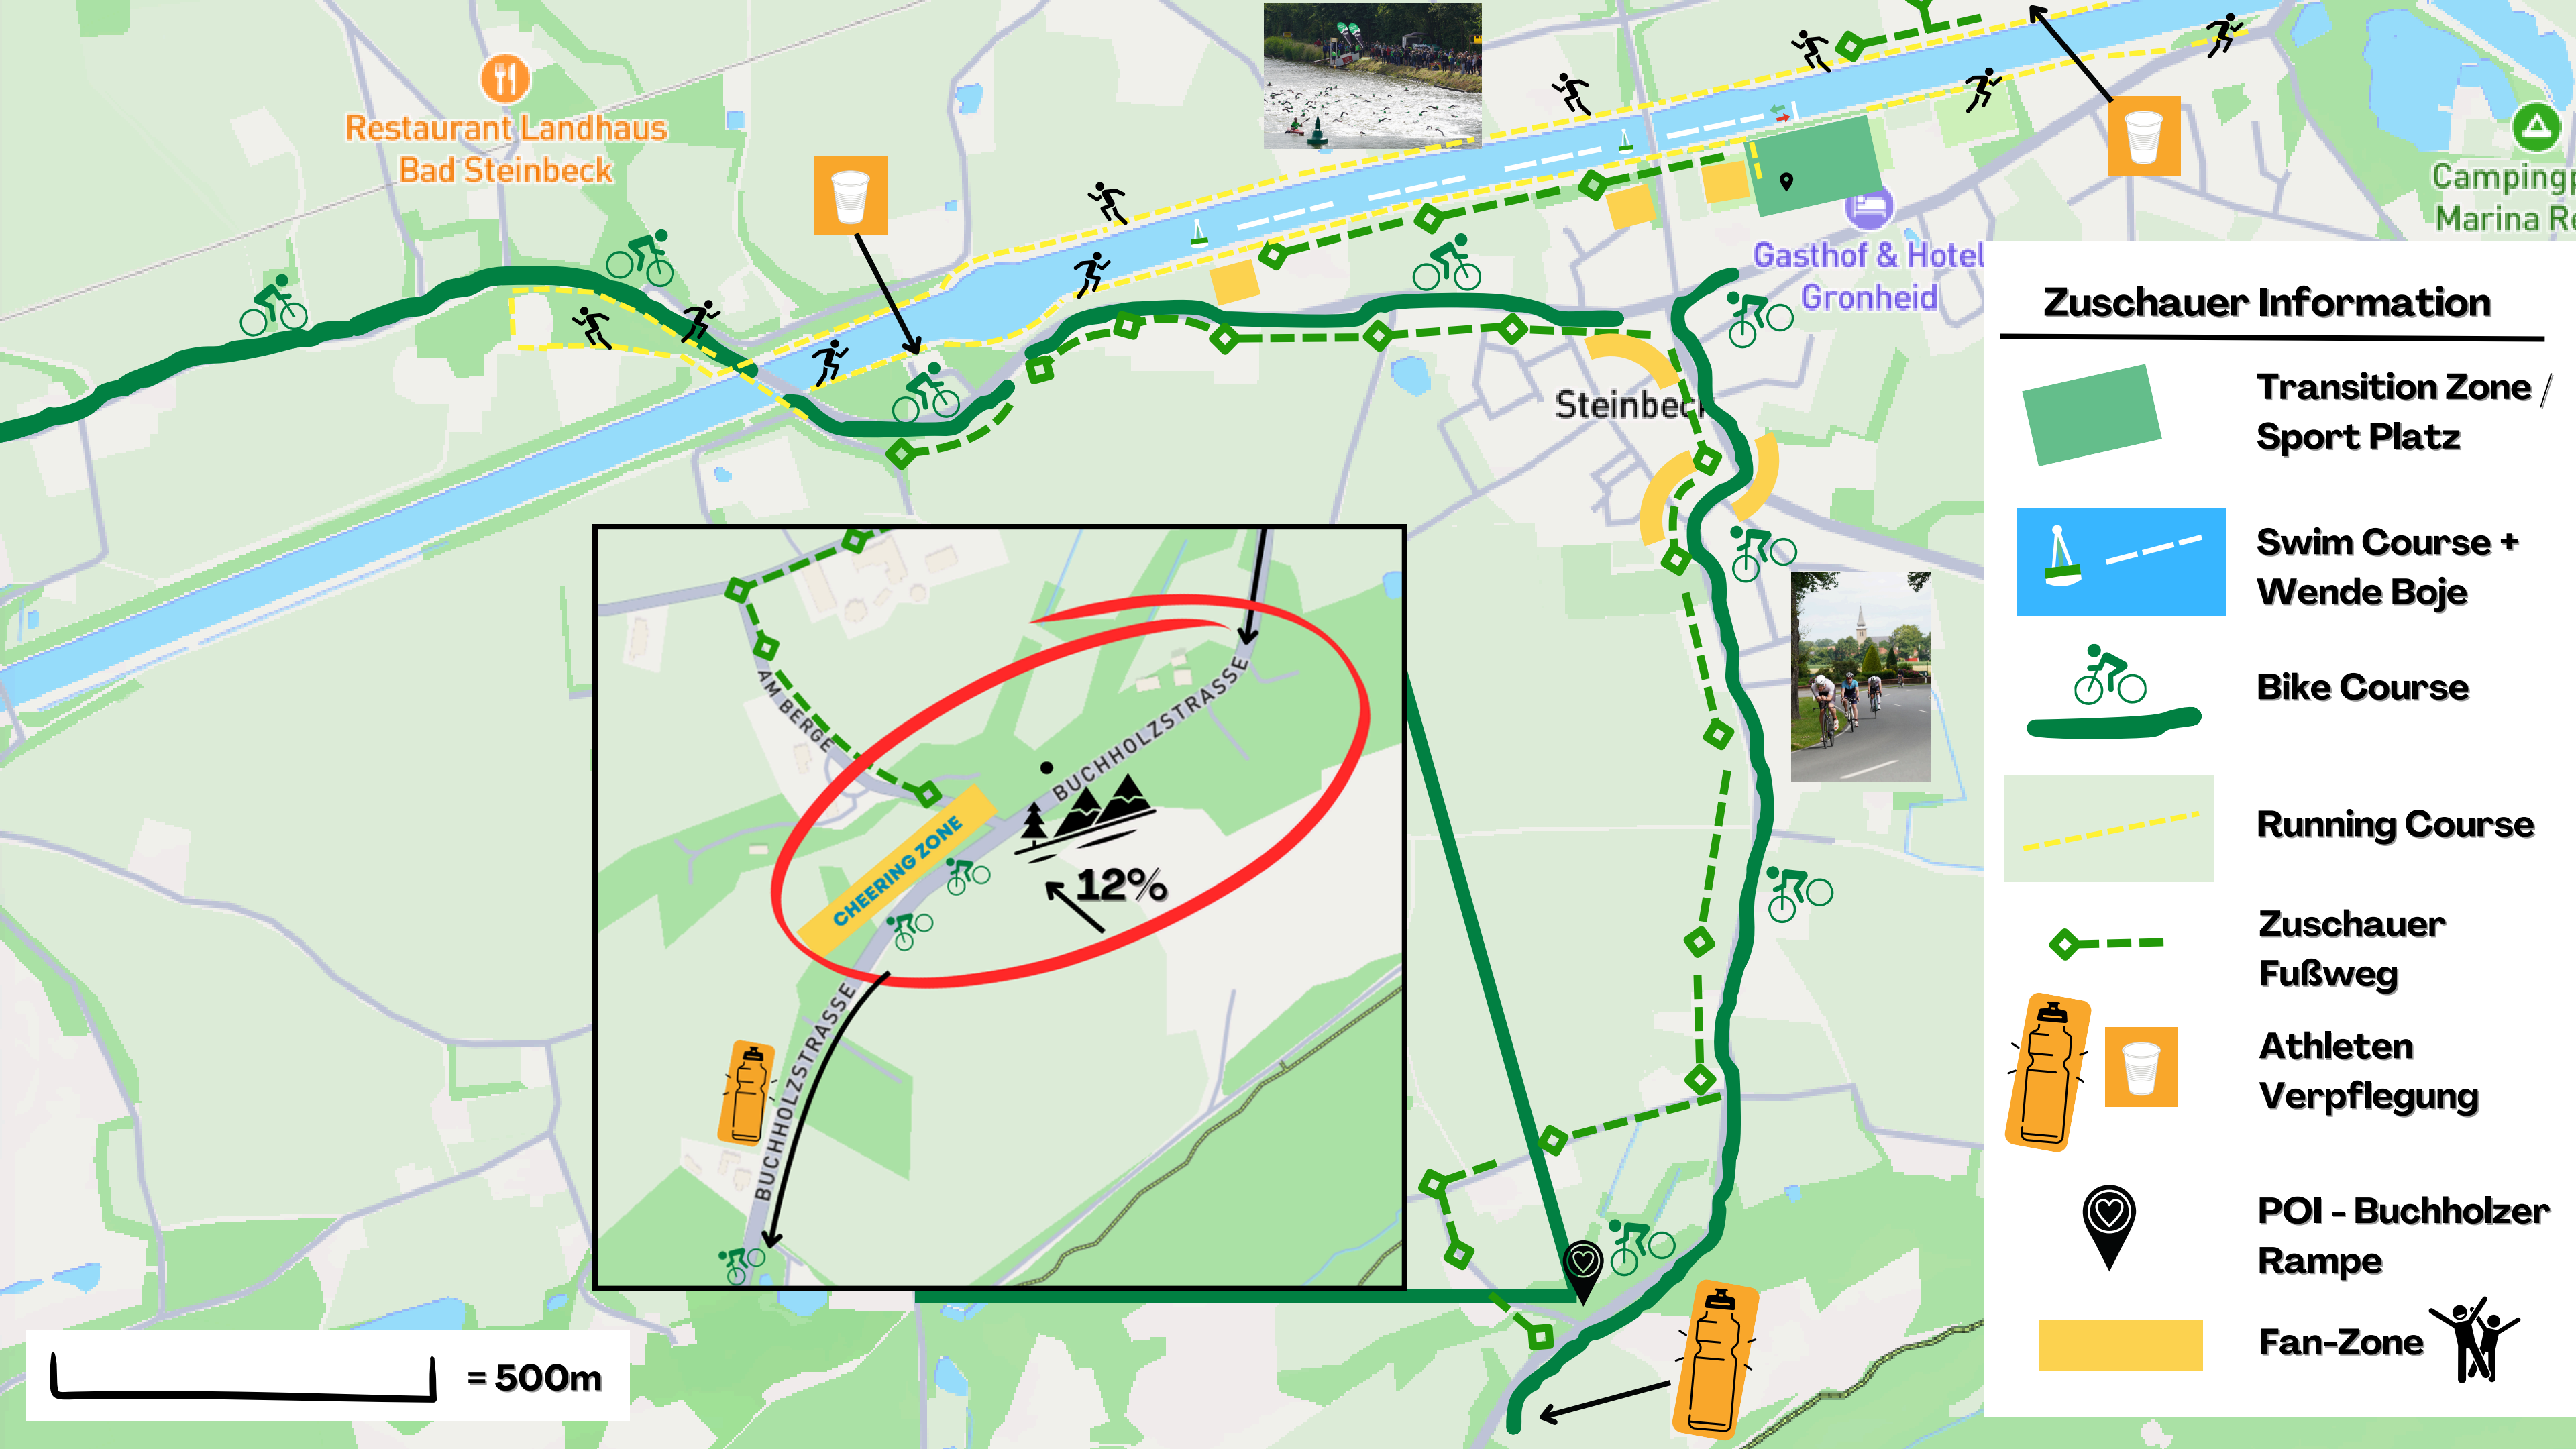 Restaurant Landhaus
Bad Steinbeck
Gasthof & Hotel
Gronheid
Steinbeck
AM BERGE
BUCHHOLZSTRASSE
CHEERING ZONE
12%
BUCHHOLZSTRASSE
= 500m
Zuschauer Information
Transition Zone /
Sport Platz
Swim Course +
Wende Boje
Bike Course
Running Course
Zuschauer
Fußweg
Athleten
Verpflegung
POI - Buchholzer
Rampe
Fan-Zone
Marina